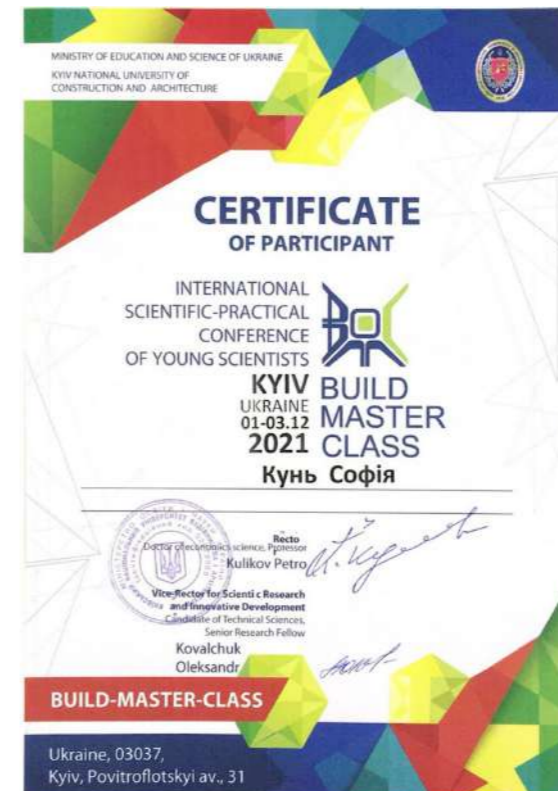 MINISTRY OF EDUCATION AND SCIENCE OF UKRAINE
KYIV NATIONAL UNIVERSITY OF
CONSTRUCTION AND ARCHITECTURE
CERTIFICATE
OF PARTICIPANT
INTERNATIONAL
SCIENTIFIC-PRACTICAL
CONFERENCE
OF YOUNG SCIENTISTS
KYIV
UKRAINE
01-03.12
2021
BUILD
MASTER
CLASS
Кунь Софія
Recto
r
Doctor of economics science, Professor
Kulikov Petro
Vice-Rector for Scienti c Research
and Innovative Development
Candidate of Technical Sciences,
Senior Research Fellow
Kovalchuk
Oleksandr
BUILD-MASTER-CLASS
Ukraine, 03037,
Kyiv, Povitroflotskyi av., 31